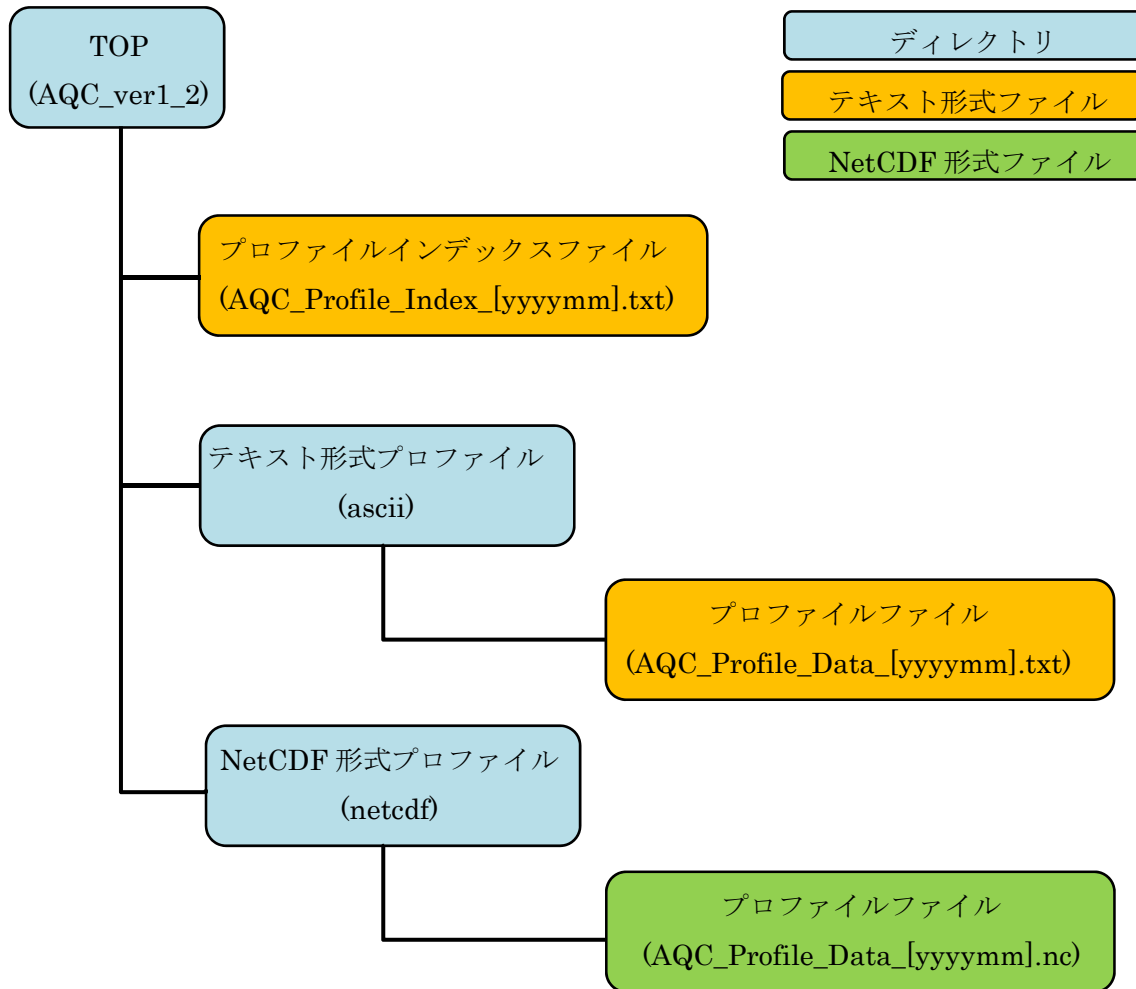 TOP
(AQC_ver1_2)
ディレクトリ
テキスト形式ファイル
NetCDF 形式ファイル
プロファイルインデックスファイル
(AQC_Profile_Index_[yyyymm].txt)
テキスト形式プロファイル
(ascii)
プロファイルファイル
(AQC_Profile_Data_[yyyymm].txt)
NetCDF 形式プロファイル
(netcdf)
プロファイルファイル
(AQC_Profile_Data_[yyyymm].nc)